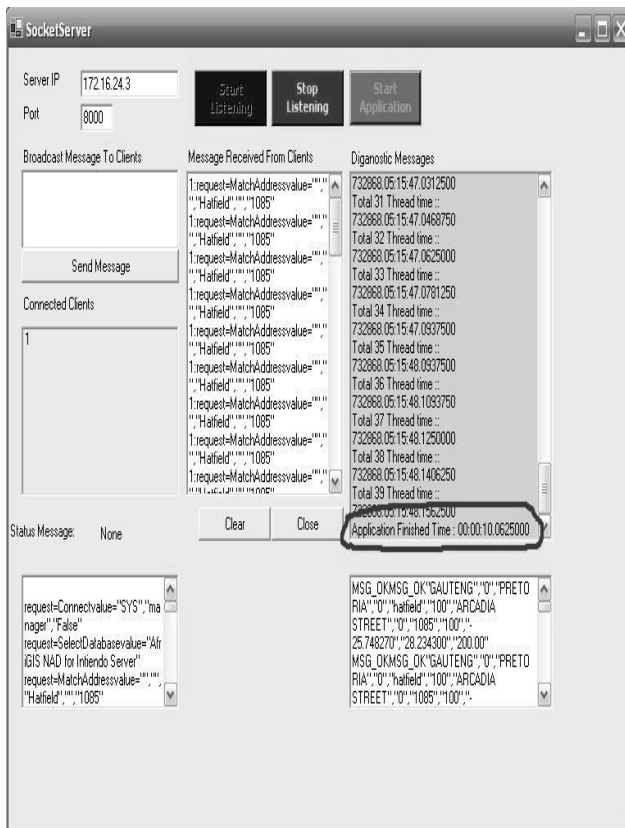 SocketServer
Server IP
172.16.24.3
Port
8000
Start Listening
Stop Listening
Start Application
Broadcast Message To Clients
Send Message
Connected Clients
1
Message Received From Clients
1:request=MatchAddressvalue="","
","Hatfield","","1085"
1:request=MatchAddressvalue="","
","Hatfield","","1085"
1:request=MatchAddressvalue="","
","Hatfield","","1085"
1:request=MatchAddressvalue="","
","Hatfield","","1085"
1:request=MatchAddressvalue="","
","Hatfield","","1085"
1:request=MatchAddressvalue="","
","Hatfield","","1085"
1:request=MatchAddressvalue="","
","Hatfield","","1085"
1:request=MatchAddressvalue="","
","Hatfield","","1085"
1:request=MatchAddressvalue="","
Diganostic Messages
732868.05:15:47.0312500
Total 31 Thread time ::
732868.05:15:47.0468750
Total 32 Thread time ::
732868.05:15:47.0625000
Total 33 Thread time ::
732868.05:15:47.0781250
Total 34 Thread time ::
732868.05:15:47.0937500
Total 35 Thread time ::
732868.05:15:48.0937500
Total 36 Thread time ::
732868.05:15:48.1093750
Total 37 Thread time ::
732868.05:15:48.1250000
Total 38 Thread time ::
732868.05:15:48.1406250
Total 39 Thread time ::
732868.05:15:48.1562500
Application Finished Time : 00:00:10.0625000
Clear
Close
Status Message:
None
request=Connectvalue="SYS","ma
nager","False"
request=SelectDatabasevalue="Afr
iGIS NAD for Intiendo Server"
request=MatchAddressvalue="","",
"Hatfield","","1085"
MSG_OKMSG_OK"GAUTENG","0","PRETO
RIA","0","hatfield","100","ARCADIA
STREET","0","1085","100","-
25.748270","28.234300","200.00"
MSG_OKMSG_OK"GAUTENG","0","PRETO
RIA","0","hatfield","100","ARCADIA
STREET","0","1085","100","-